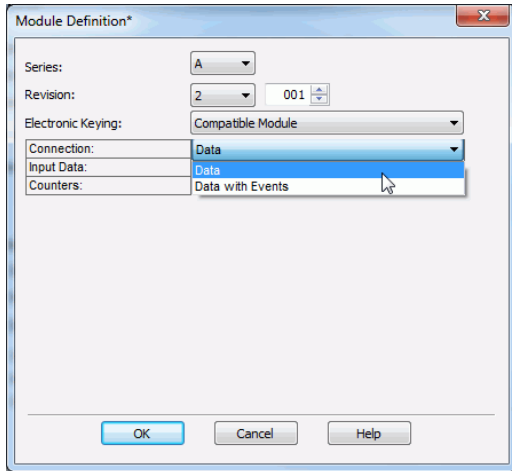 Module Definition*
X
Series: A
Revision: 2 001
Electronic Keying: Compatible Module
Connection: Data
Input Data: Data
Counters: Data with Events
OK Cancel Help